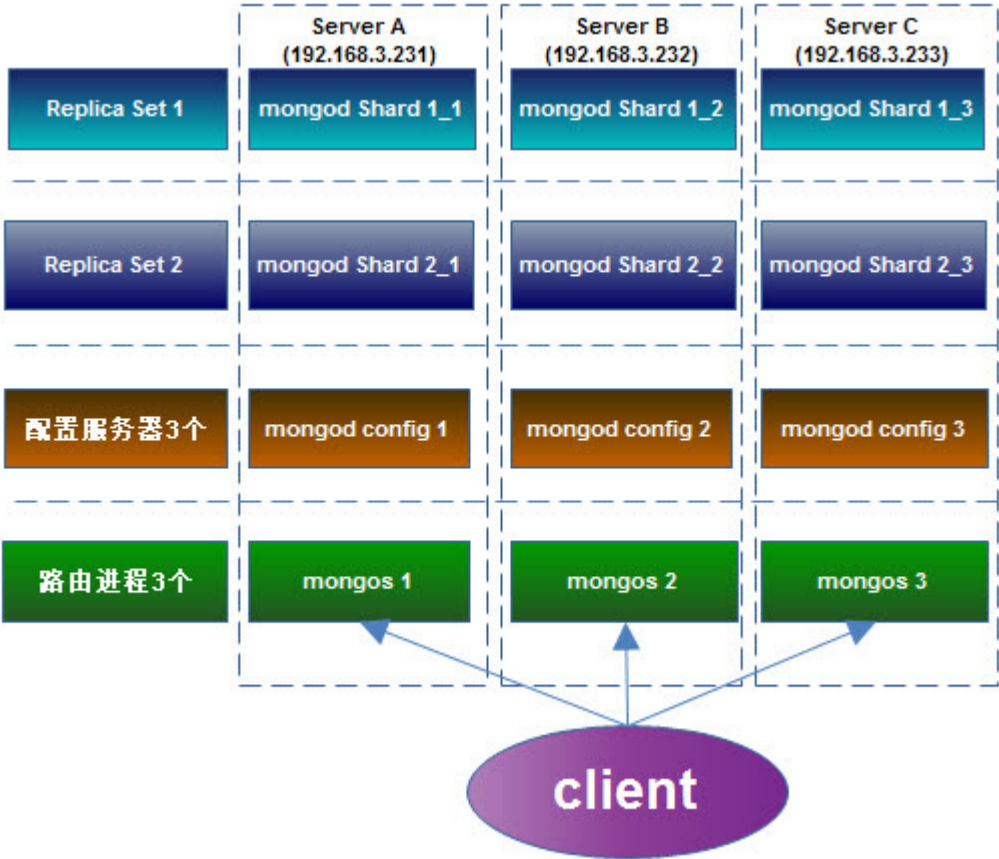 Server A
(192.168.3.231)
Server B
(192.168.3.232)
Server C
(192.168.3.233)
Replica Set 1
mongod Shard 1_1
mongod Shard 1_2
mongod Shard 1_3
Replica Set 2
mongod Shard 2_1
mongod Shard 2_2
mongod Shard 2_3
配置服务器3个
mongod config 1
mongod config 2
mongod config 3
路由进程3个
mongos 1
mongos 2
mongos 3
client